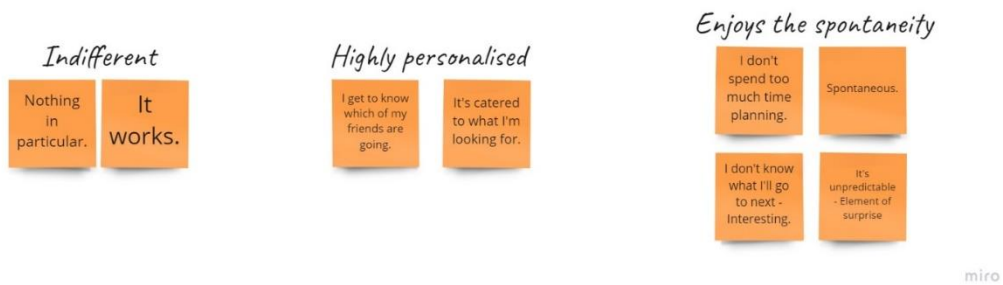 Indifferent
Nothing
in
particular.
It
works.
Highly personalised
I get to know
which of my
friends are
going.
It's catered
to what I'm
looking for.
Enjoys the spontaneity
I don't
spend too
much time
planning.
Spontaneous.
I don't know
what I'll go
to next -
Interesting.
It's
unpredictable
- Element of
surprise
miro